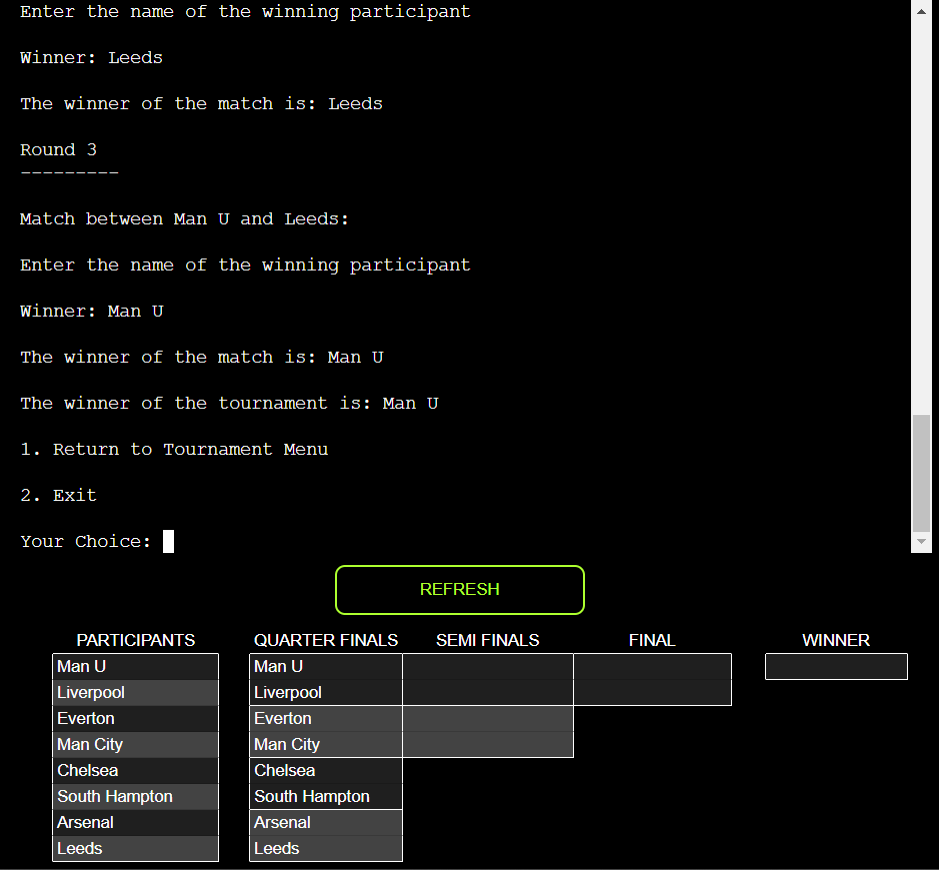 Enter the name of the winning participant
Winner: Leeds
The winner of the match is: Leeds
Round 3
---------
Match between Man U and Leeds:
Enter the name of the winning participant
Winner: Man U
The winner of the match is: Man U
The winner of the tournament is: Man U
1. Return to Tournament Menu
2. Exit
Your Choice:
REFRESH
PARTICIPANTS QUARTER FINALS SEMI FINALS FINAL WINNER
Man U Man U
Liverpool Liverpool
Everton Everton
Man City Man City
Chelsea Chelsea
South Hampton South Hampton
Arsenal Arsenal
Leeds Leeds